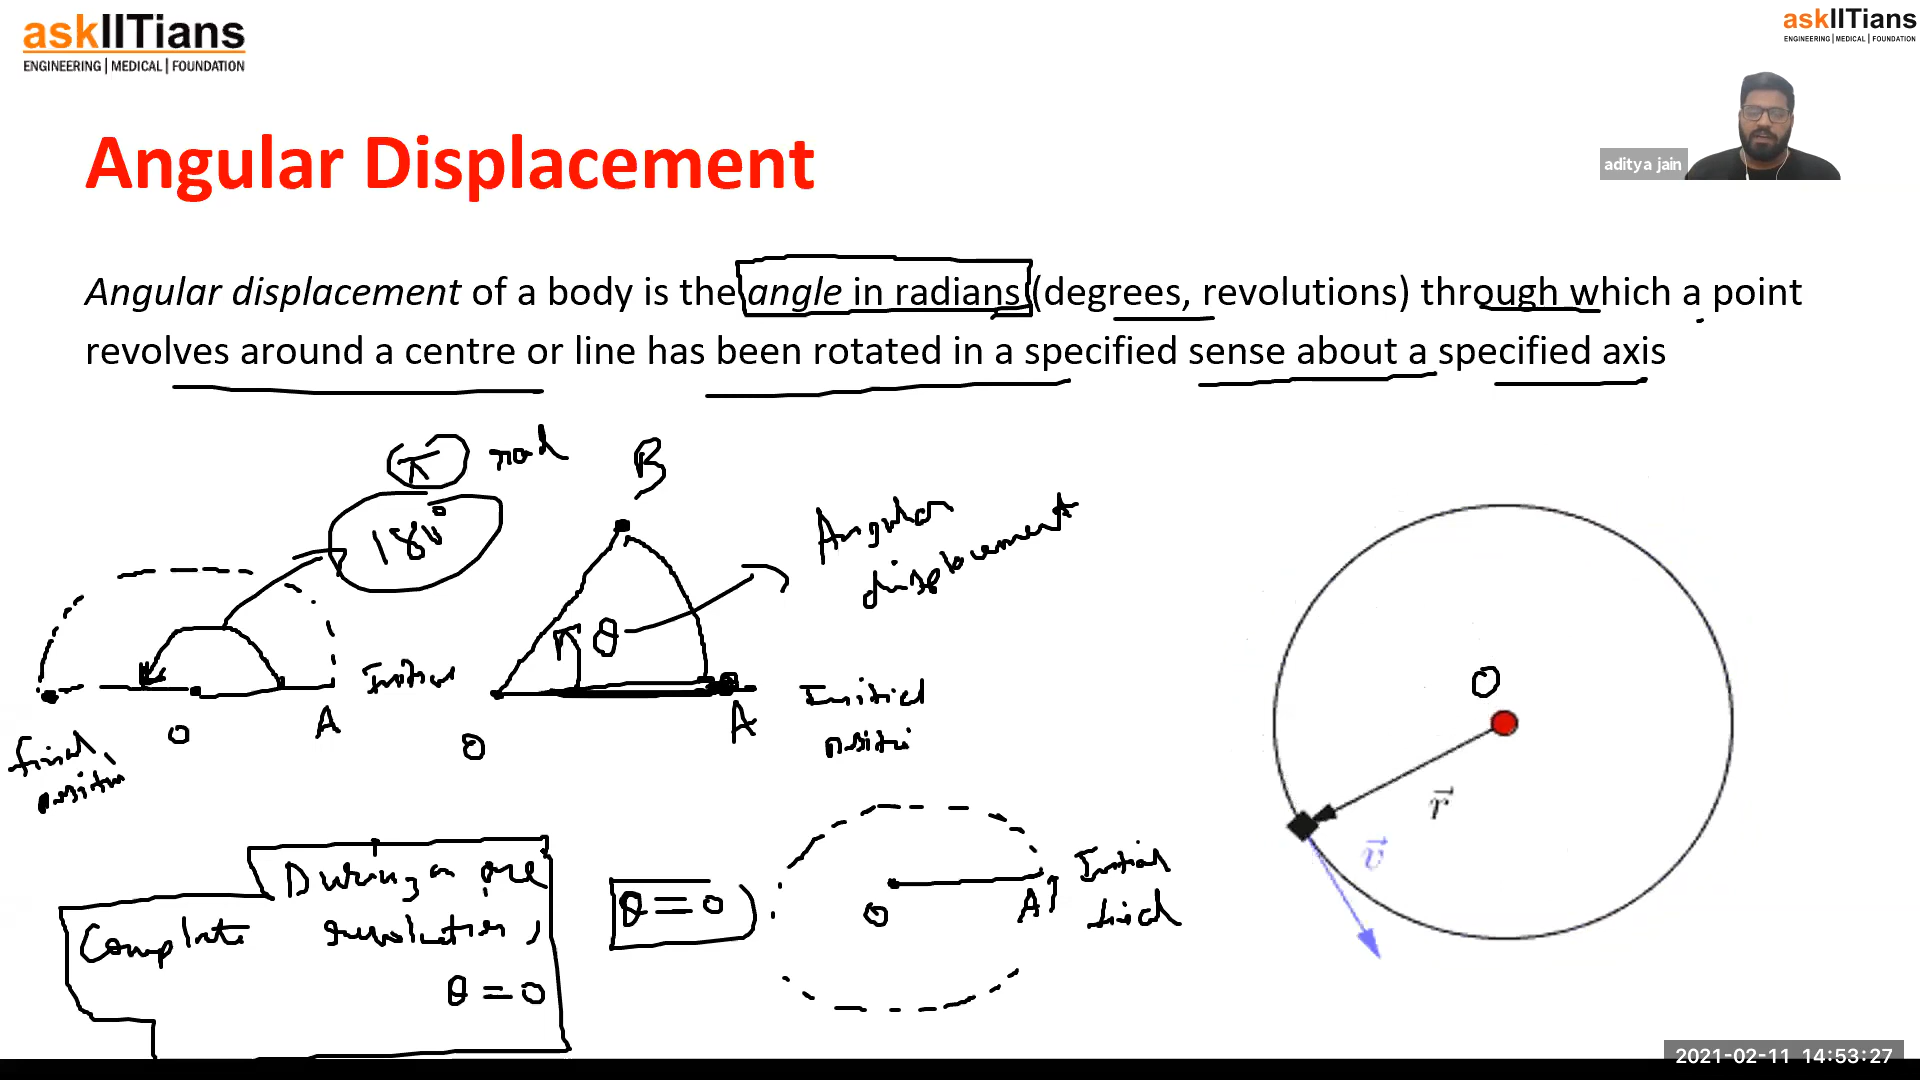 askIITians
ENGINEERING | MEDICAL | FOUNDATION
askIITians
ENGINEERING | MEDICAL | FOUNDATION
aditya jain
Angular Displacement
Angular displacement of a body is the angle in radians (degrees, revolutions) through which a point
revolves around a centre or line has been rotated in a specified sense about a specified axis
π rad
180°
B
Angular
displacement
θ
Initial
O
A
final
O
A
Initial
O
r⃗
v⃗
During one
Complete revolution,
θ = 0
θ = 0
O
A
Initial
2021-02-11 14:53:27